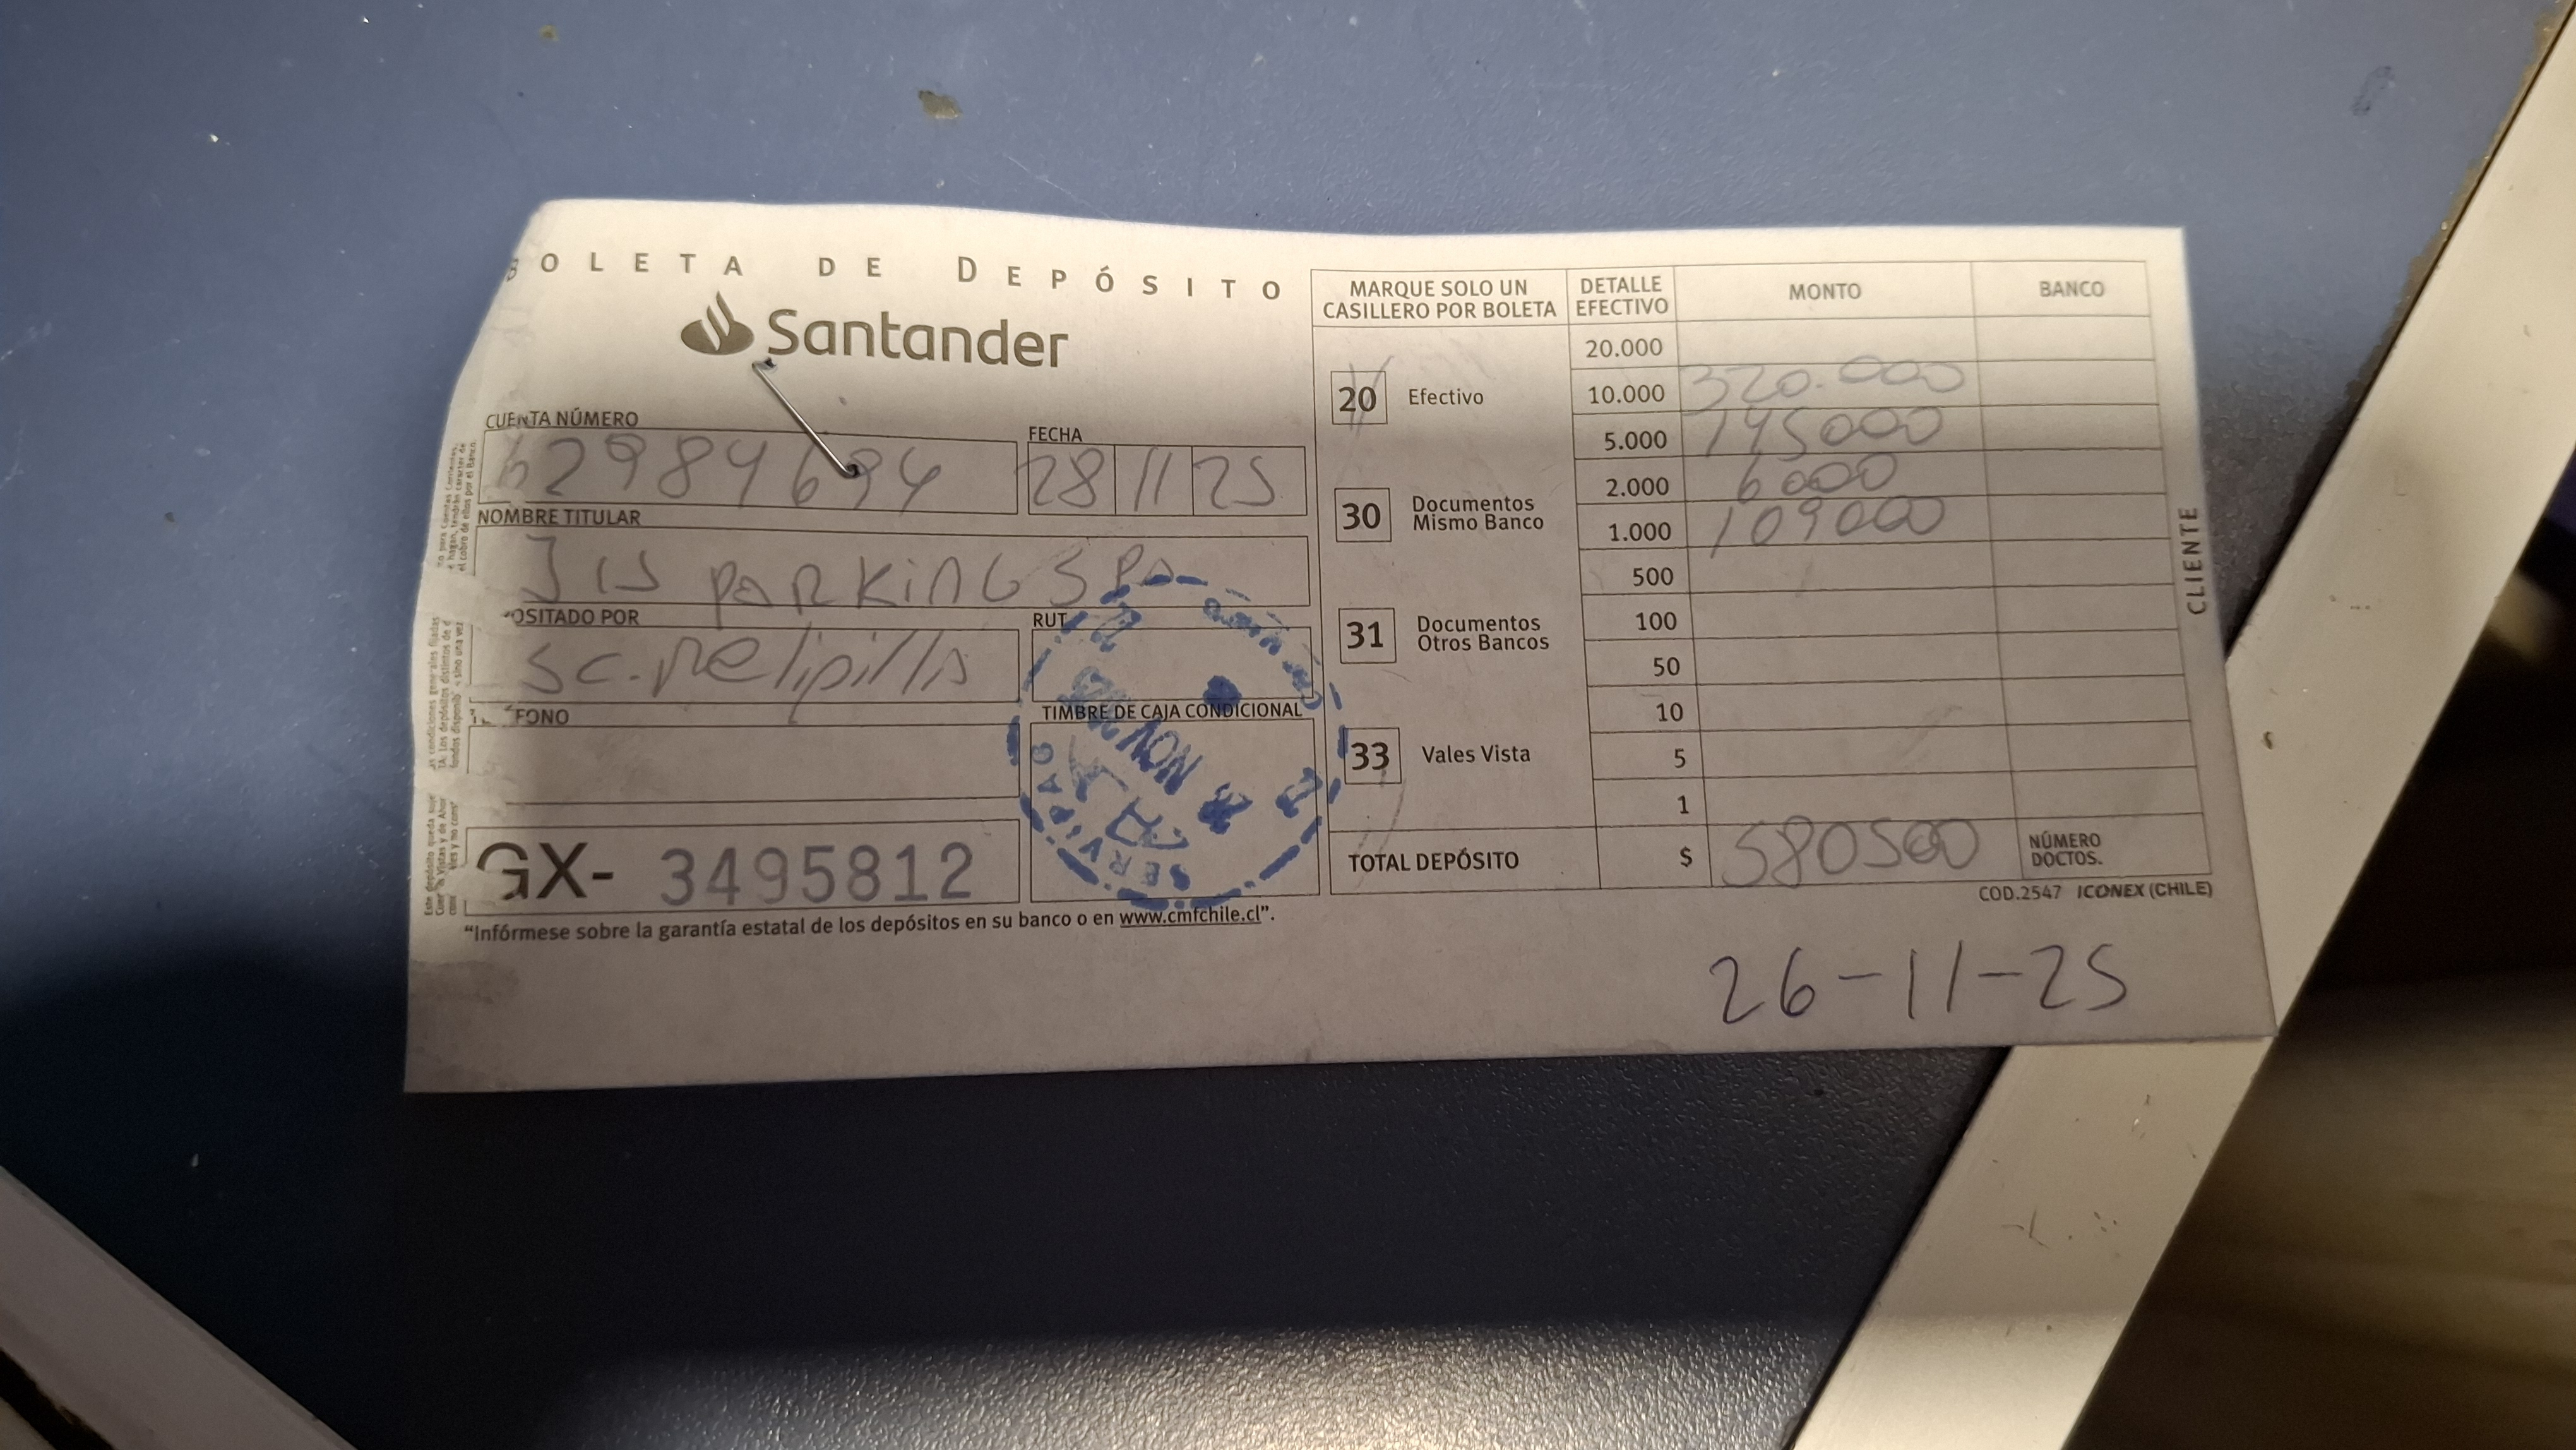 BOLETA DE DEPÓSITO
Santander
CUENTA NÚMERO
62984694
FECHA
28 11 25
NOMBRE TITULAR
JIS PARKING SPA
OSITADO POR
SC. Melipilla
RUT
FONO
TIMBRE DE CAJA CONDICIONAL
SERVIPAG
NOV
GX- 3495812
"Infórmese sobre la garantía estatal de los depósitos en su banco o en www.cmfchile.cl".
MARQUE SOLO UN CASILLERO POR BOLETA
20 Efectivo
30 Documentos Mismo Banco
31 Documentos Otros Bancos
33 Vales Vista
DETALLE EFECTIVO MONTO BANCO
20.000
10.000 320.000
5.000 145000
2.000 6000
1.000 109000
500
100
50
10
5
1
TOTAL DEPÓSITO $ 580500 NÚMERO DOCTOS.
COD.2547 ICONEX (CHILE)
CLIENTE
26-11-25